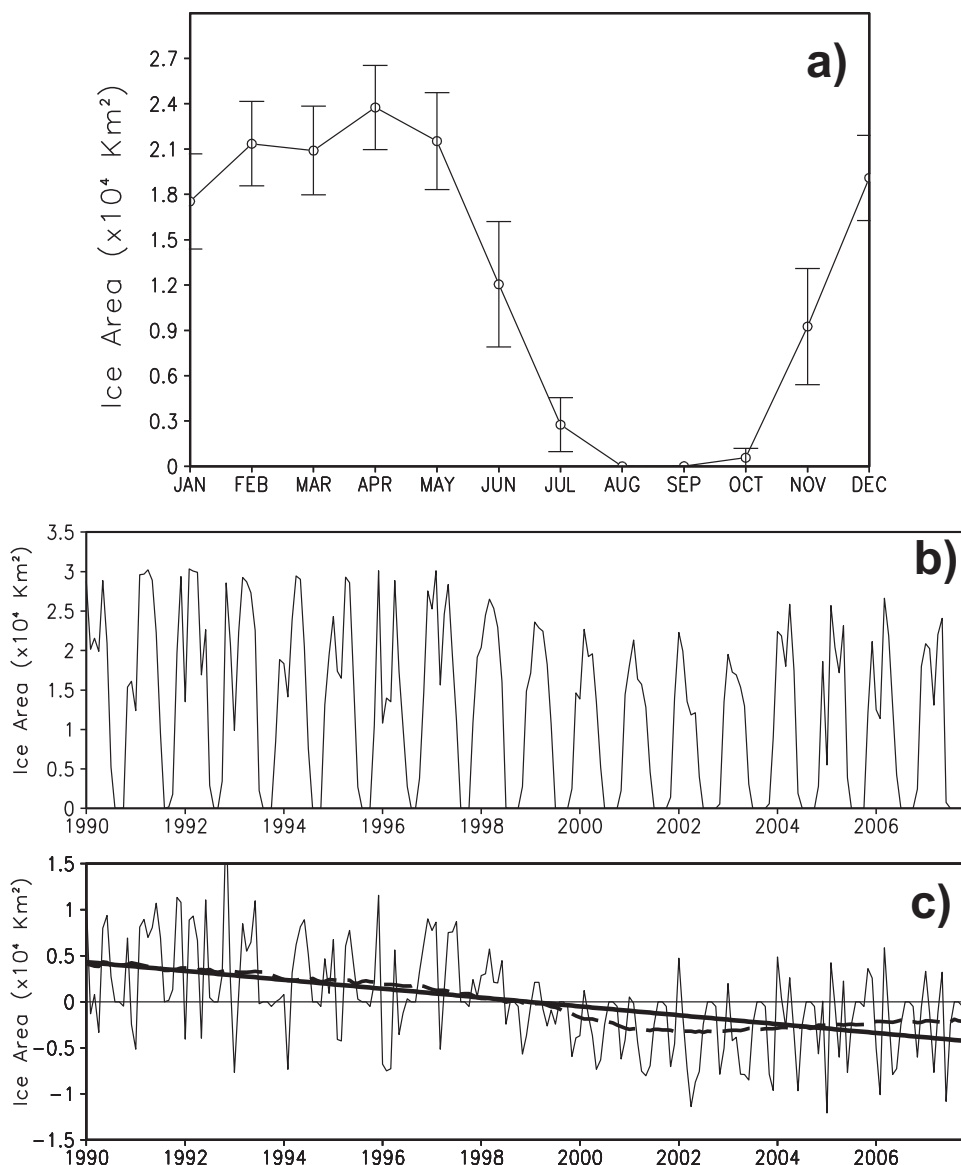 a)
Ice Area (x10⁴ Km²)
2.7
2.4
2.1
1.8
1.5
1.2
0.9
0.6
0.3
0
JAN FEB MAR APR MAY JUN JUL AUG SEP OCT NOV DEC
b)
Ice Area (x10⁴ Km²)
3.5
3
2.5
2
1.5
1
0.5
0
1990 1992 1994 1996 1998 2000 2002 2004 2006
c)
Ice Area (x10⁴ Km²)
1.5
1
0.5
0
-0.5
-1
-1.5
1990 1992 1994 1996 1998 2000 2002 2004 2006